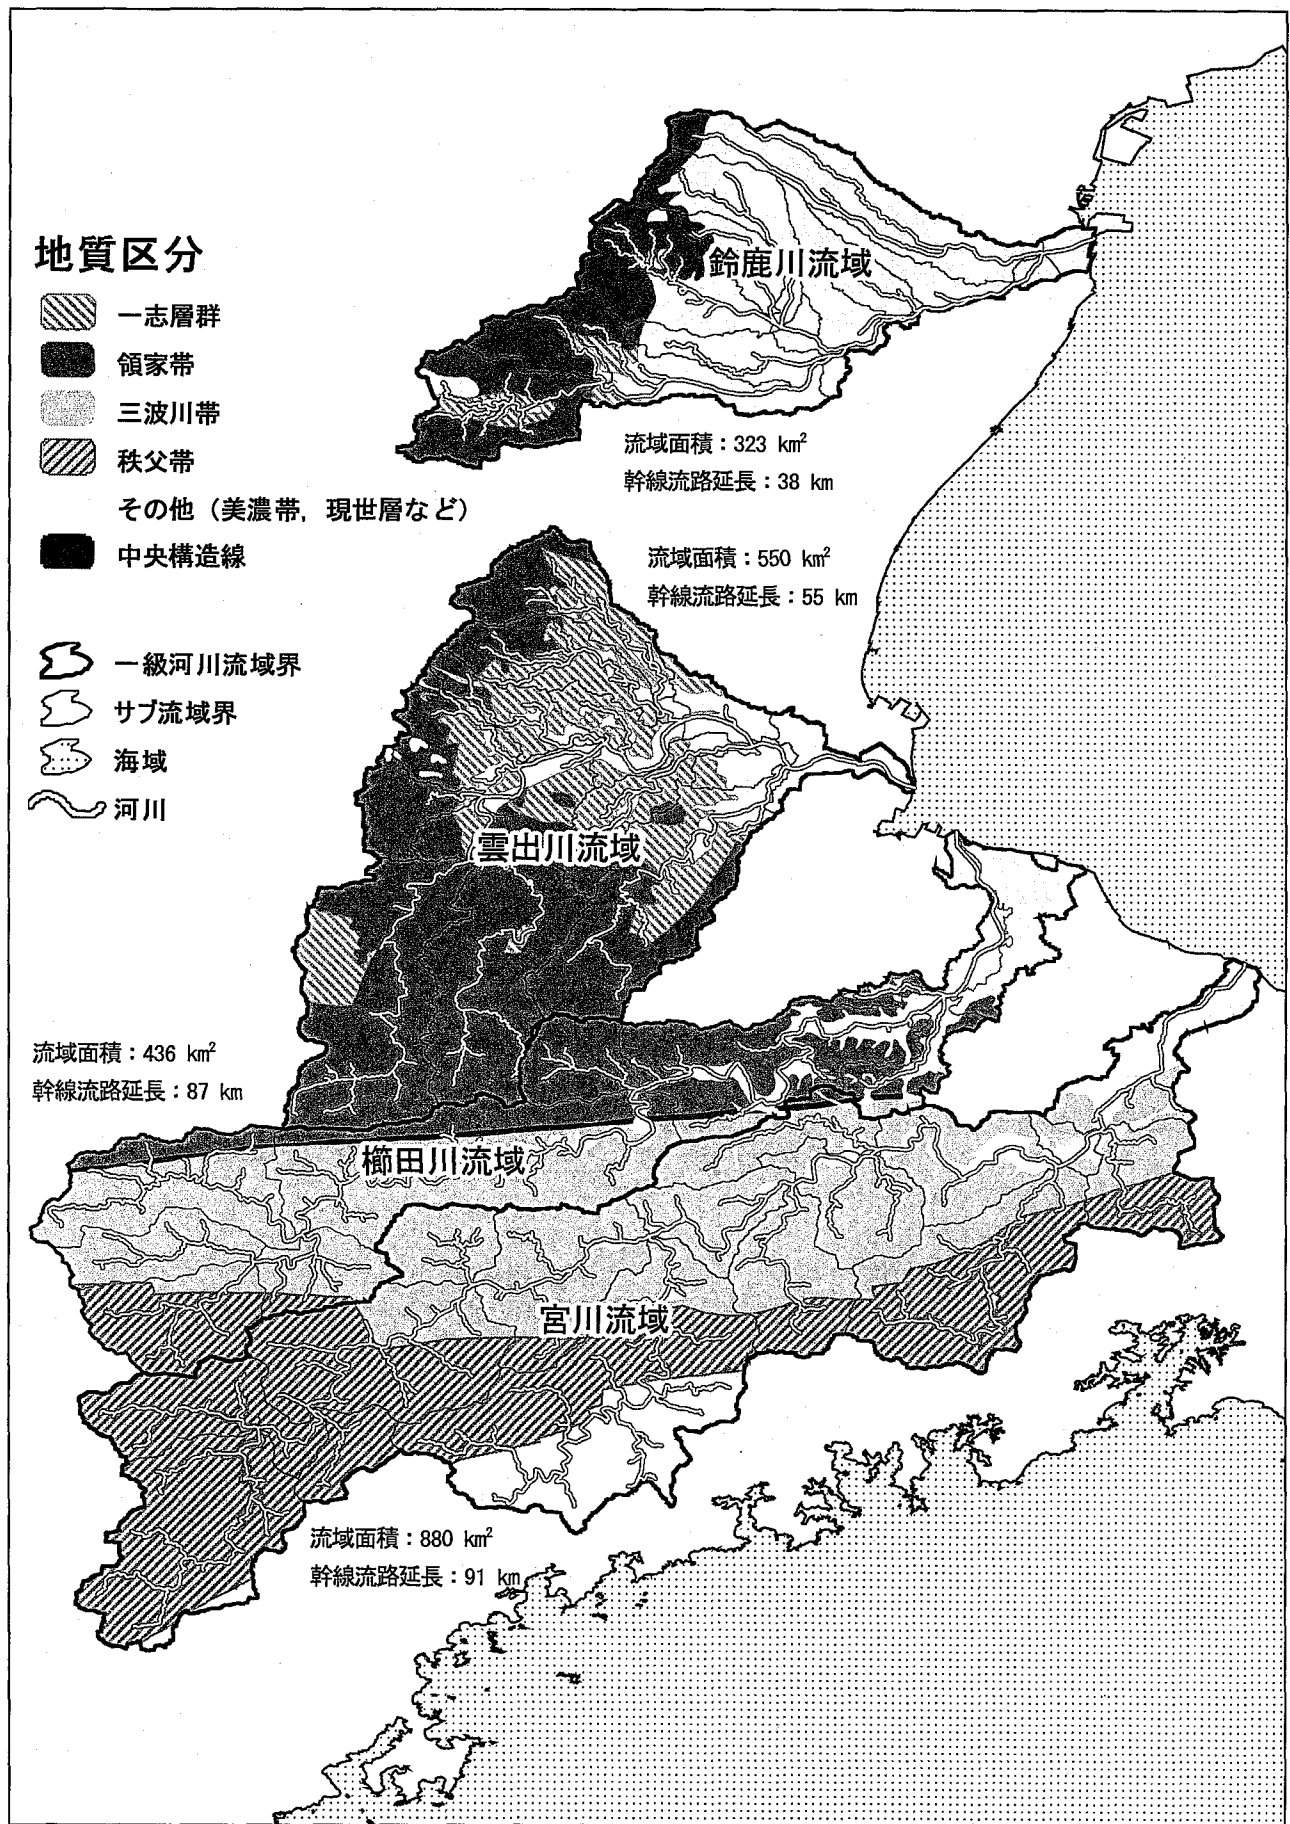 地質区分
一志層群
領家帯
三波川帯
秩父帯
その他（美濃帯，現世層など）
中央構造線
一級河川流域界
サブ流域界
海域
河川
鈴鹿川流域
流域面積：323 km²
幹線流路延長：38 km
流域面積：550 km²
幹線流路延長：55 km
雲出川流域
流域面積：436 km²
幹線流路延長：87 km
櫛田川流域
宮川流域
流域面積：880 km²
幹線流路延長：91 km